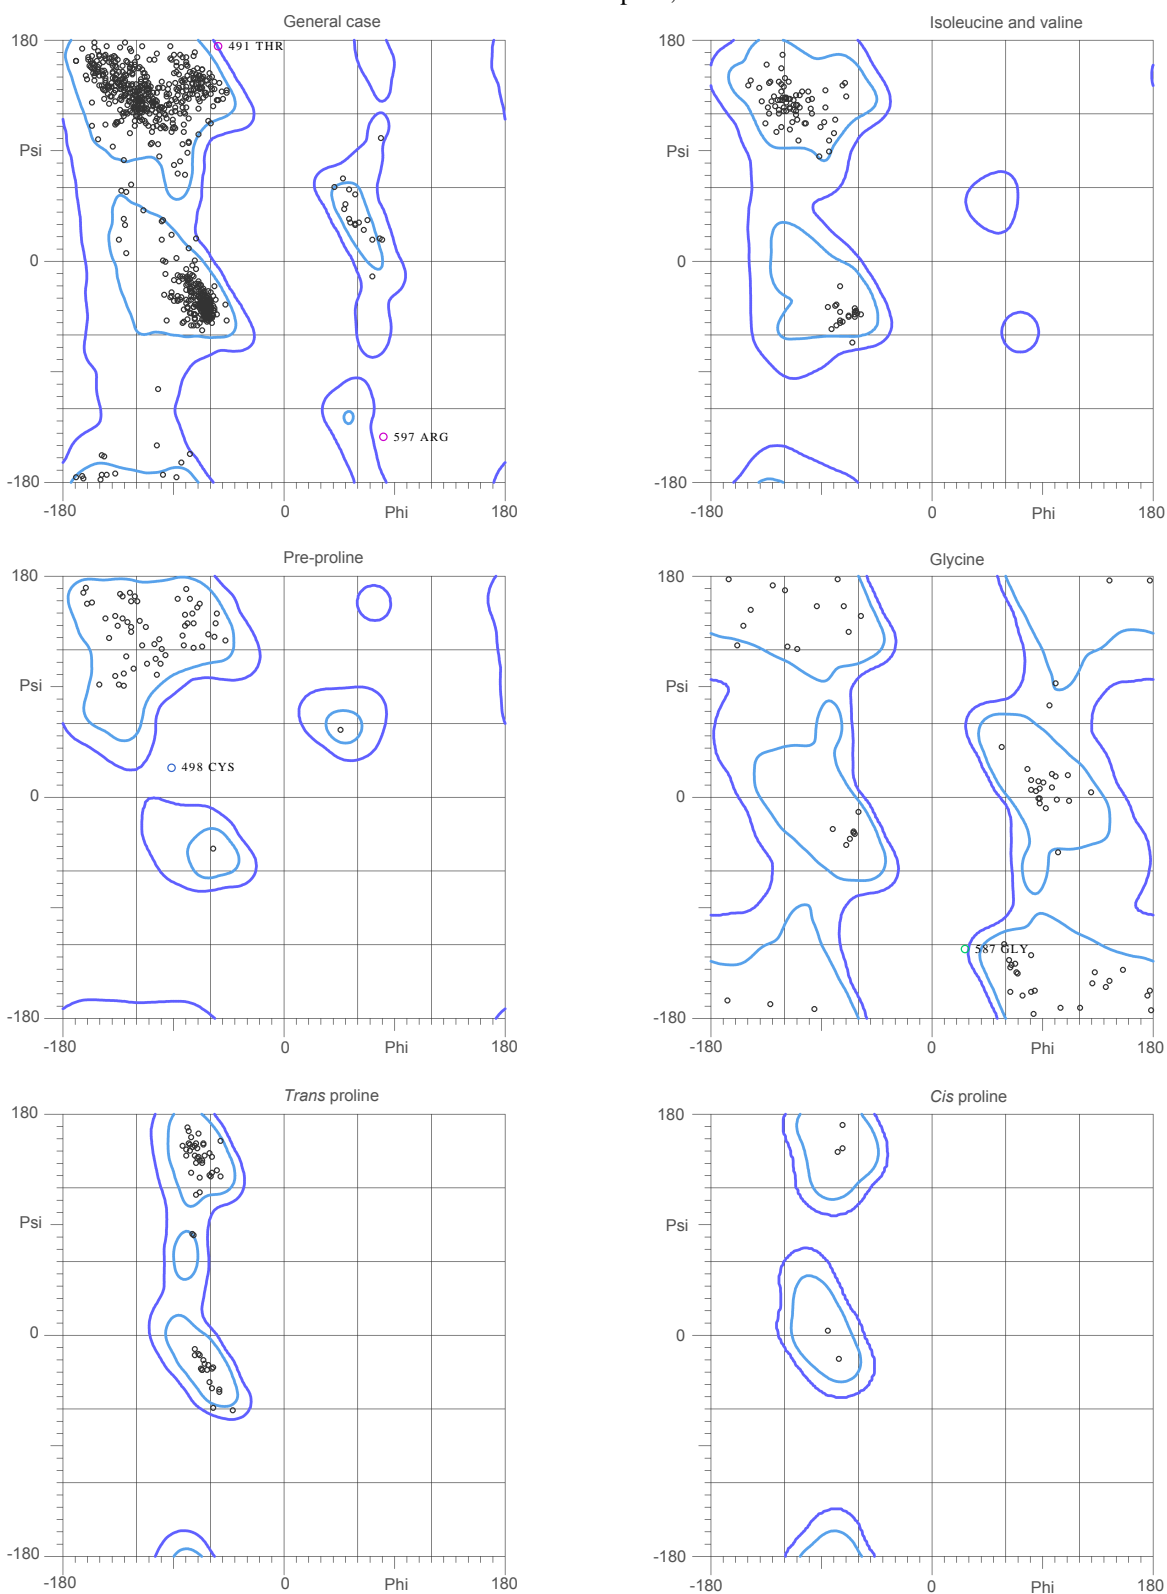 General case
180
491 THR
Psi
0
597 ARG
-180
-180
0
Phi
180
Isoleucine and valine
180
Psi
0
-180
-180
0
Phi
180
Pre-proline
180
Psi
498 CYS
0
-180
-180
0
Phi
180
Glycine
180
Psi
0
587 GLY
-180
-180
0
Phi
180
Trans proline
180
Psi
0
-180
-180
0
Phi
180
Cis proline
180
Psi
0
-180
-180
0
Phi
180